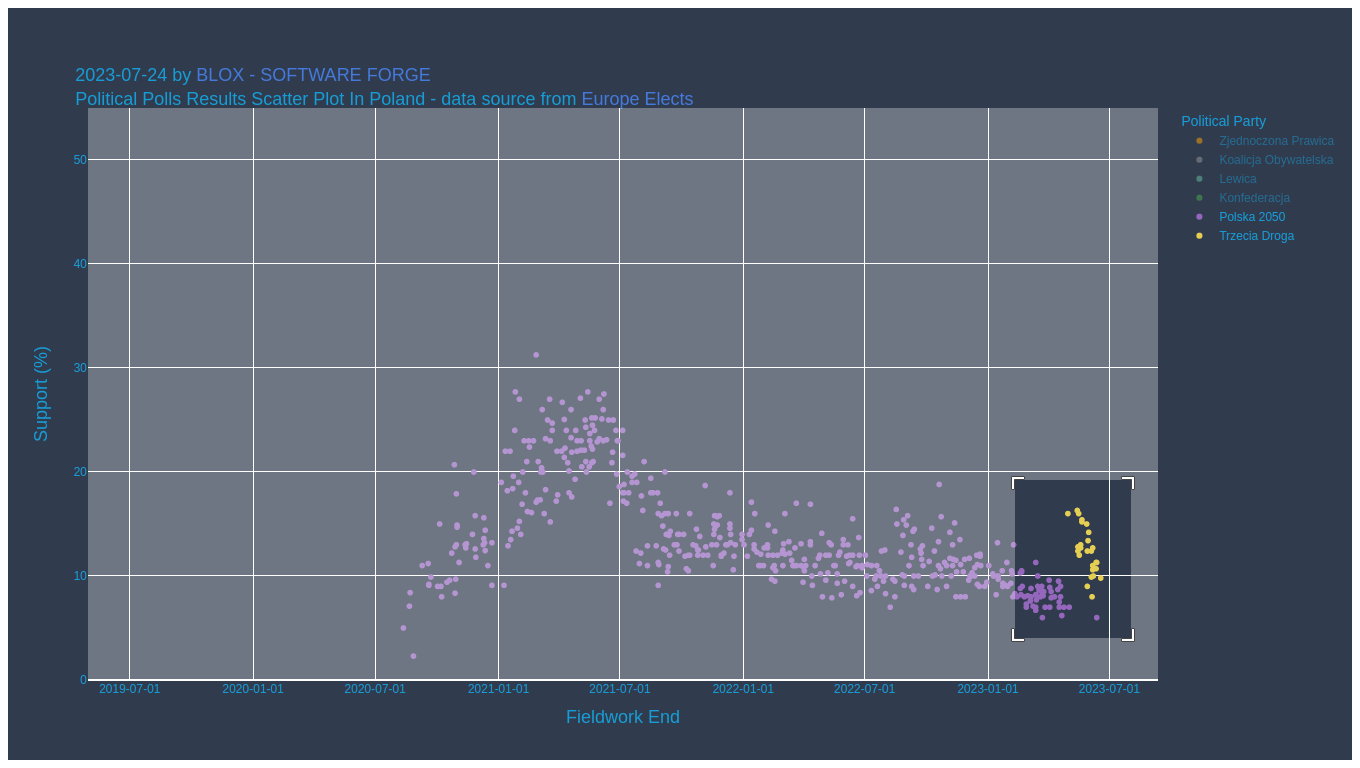 2023-07-24 by BLOX - SOFTWARE FORGE
Political Polls Results Scatter Plot In Poland - data source from Europe Elects
Political Party
Zjednoczona Prawica
Koalicja Obywatelska
Lewica
Konfederacja
Polska 2050
Trzecia Droga
Support (%)
50
40
30
20
10
0
2019-07-01 2020-01-01 2020-07-01 2021-01-01 2021-07-01 2022-01-01 2022-07-01 2023-01-01 2023-07-01
Fieldwork End